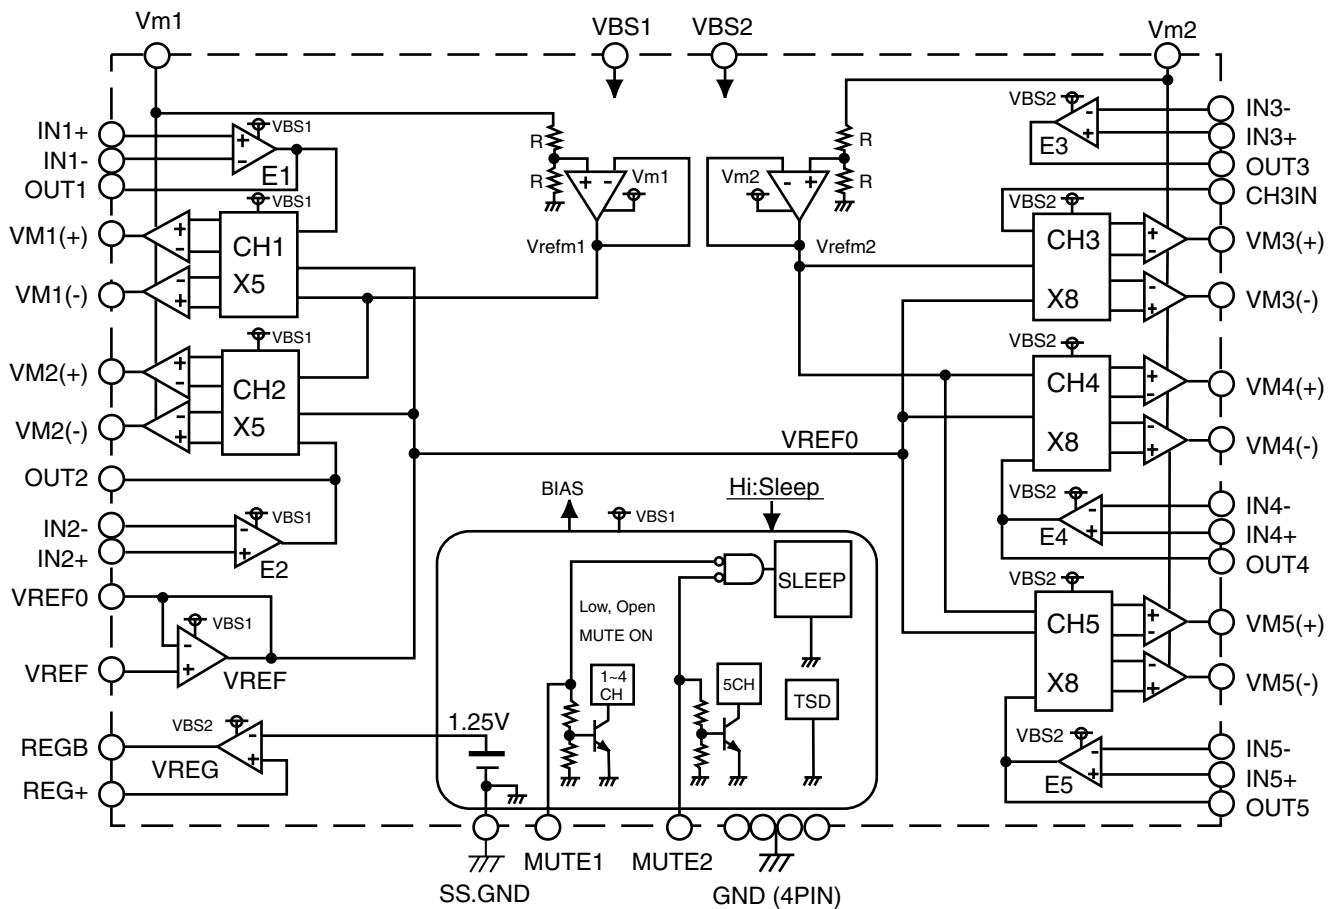 Vm1
VBS1
VBS2
Vm2
IN1+
IN1-
OUT1
VM1(+)
VM1(-)
VM2(+)
VM2(-)
OUT2
IN2-
IN2+
VREF0
VREF
REGB
REG+
+
-
VBS1
E1
VBS1
CH1
X5
+
-
-
+
VBS1
CH2
X5
+
-
-
+
VBS1
-
+
E2
VBS1
-
+
VREF
VBS2
-
+
VREG
1.25V
R
R
+ -
Vm1
Vrefm1
Vm2
- +
R
R
Vrefm2
VREF0
BIAS
VBS1
Hi:Sleep
SLEEP
Low, Open
MUTE ON
1~4
CH
5CH
TSD
SS.GND
MUTE1
MUTE2
GND (4PIN)
VBS2
-
+
E3
VBS2
CH3
X8
+
-
-
+
VBS2
CH4
X8
+
-
-
+
VBS2
-
+
E4
VBS2
CH5
X8
+
-
-
+
VBS2
-
+
E5
IN3-
IN3+
OUT3
CH3IN
VM3(+)
VM3(-)
VM4(+)
VM4(-)
IN4-
IN4+
OUT4
VM5(+)
VM5(-)
IN5-
IN5+
OUT5